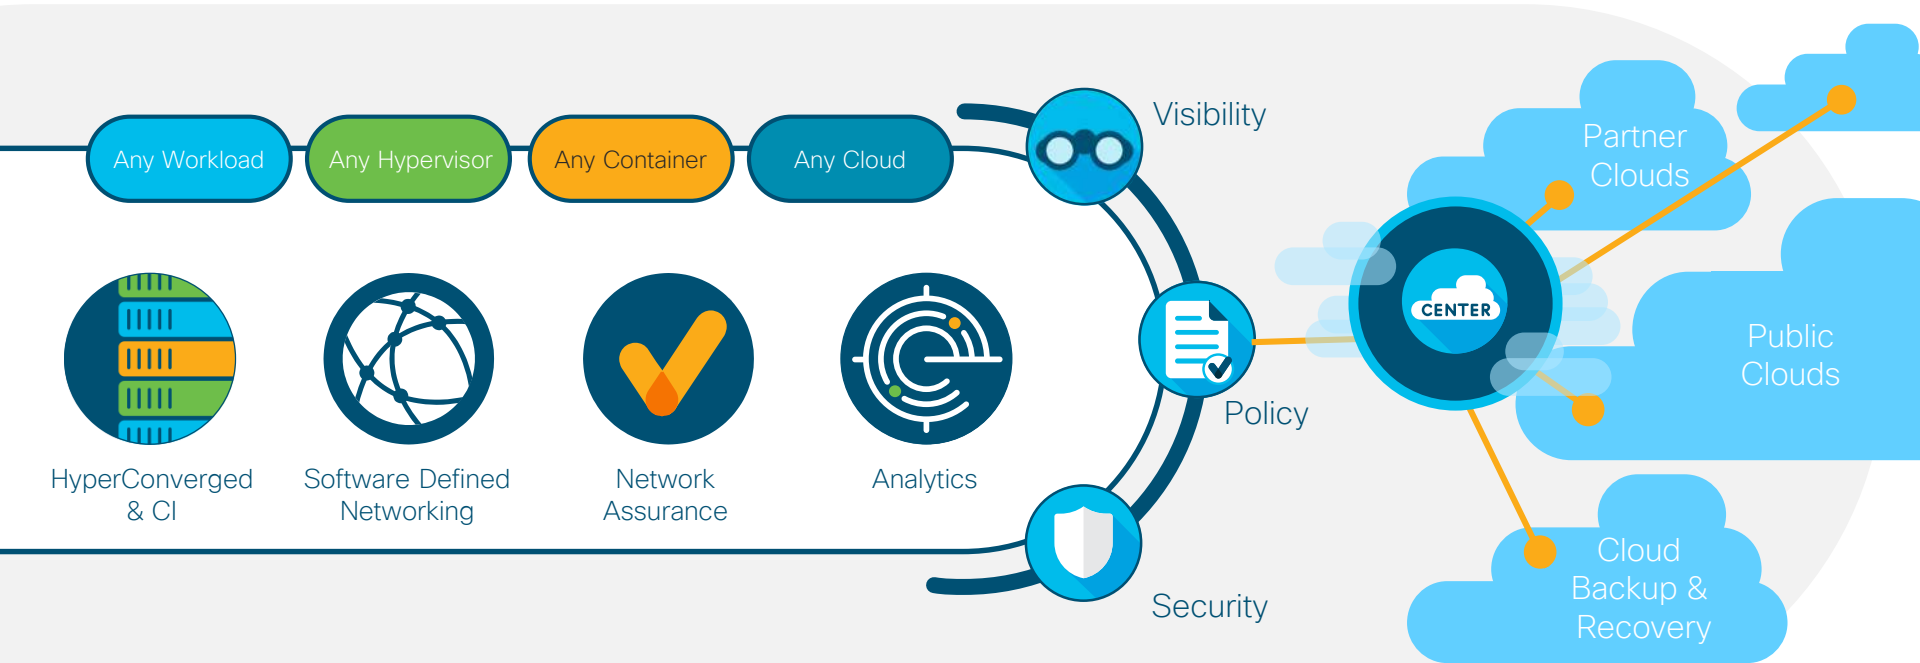 Any Workload
Any Hypervisor
Any Container
Any Cloud
Visibility
Policy
Security
HyperConverged
& CI
Software Defined
Networking
Network
Assurance
Analytics
CENTER
Partner
Clouds
Public
Clouds
Cloud
Backup &
Recovery